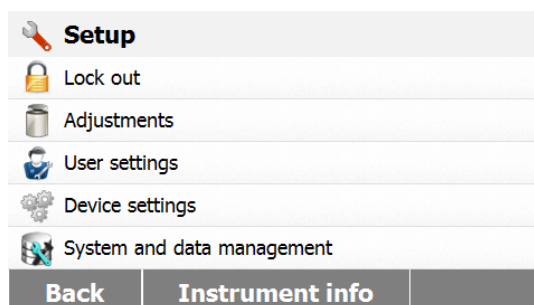 Setup
Lock out
Adjustments
User settings
Device settings
System and data management
Back Instrument info